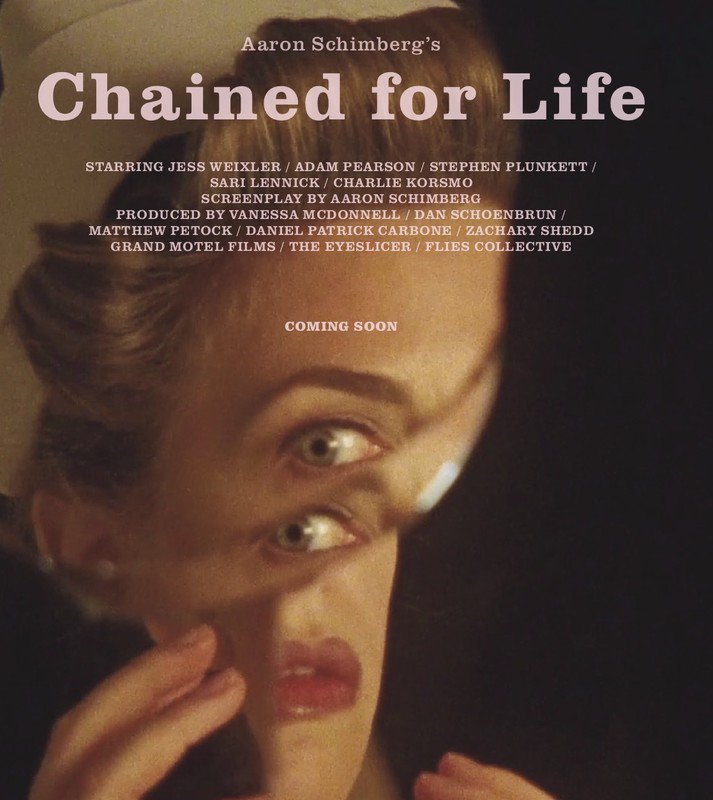 Aaron Schimberg's
Chained for Life
STARRING JESS WEIXLER / ADAM PEARSON / STEPHEN PLUNKETT /
SARI LENNICK / CHARLIE KORSMO
SCREENPLAY BY AARON SCHIMBERG
PRODUCED BY VANESSA MCDONNELL / DAN SCHOENBRUN /
MATTHEW PETOCK / DANIEL PATRICK CARBONE / ZACHARY SHEDD
GRAND MOTEL FILMS / THE EYESLICER / FLIES COLLECTIVE
COMING SOON